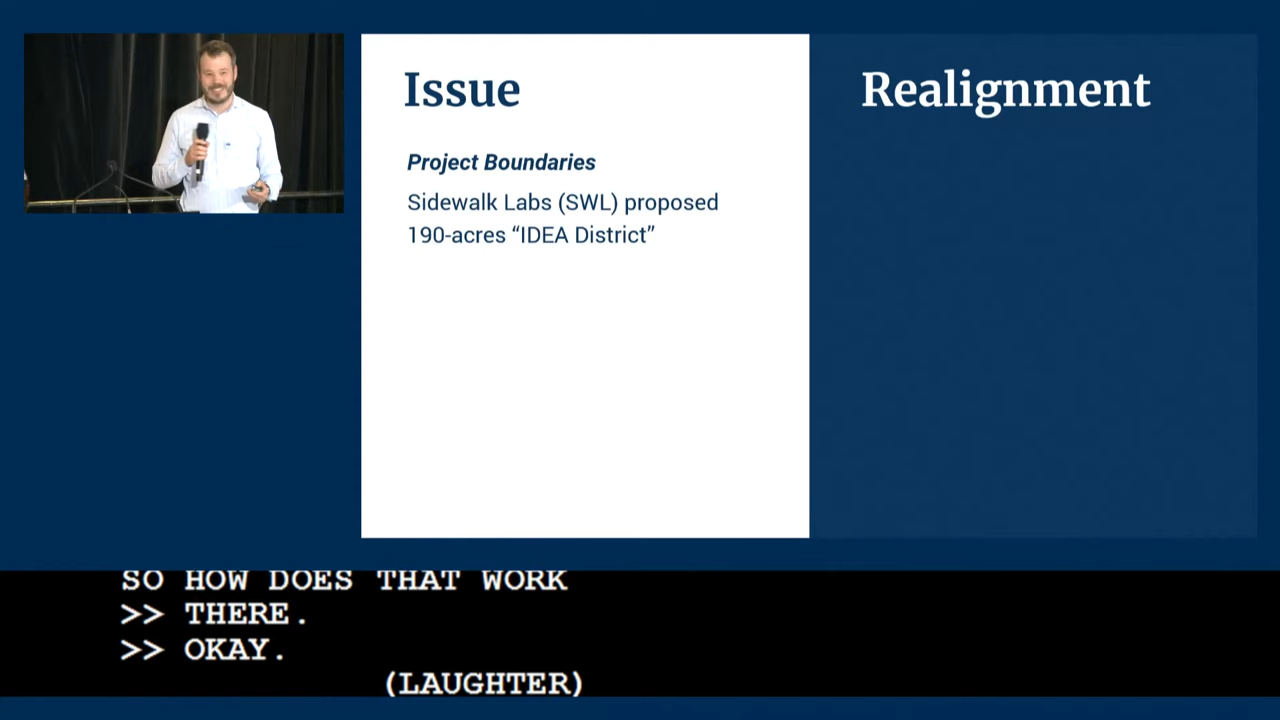 Issue
Project Boundaries
Sidewalk Labs (SWL) proposed
190-acres “IDEA District”
Realignment
SO HOW DOES THAT WORK
>> THERE.
>> OKAY.
(LAUGHTER)